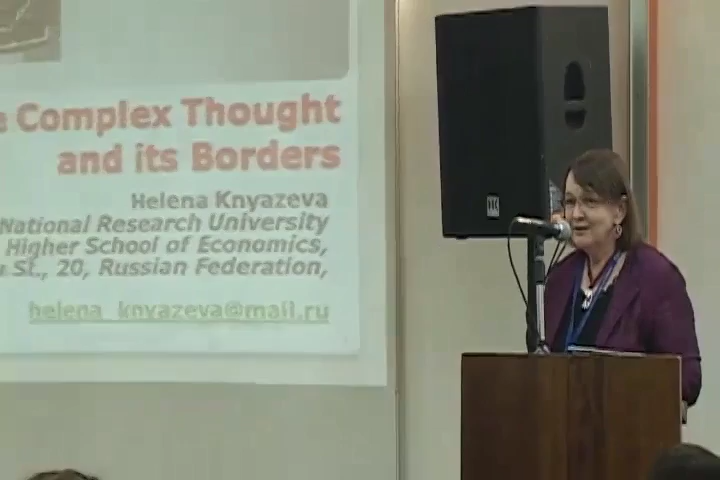 Complex Thought
and its Borders
Helena Knyazeva
National Research University
Higher School of Economics,
St., 20, Russian Federation,
helena_knyazeva@mail.ru